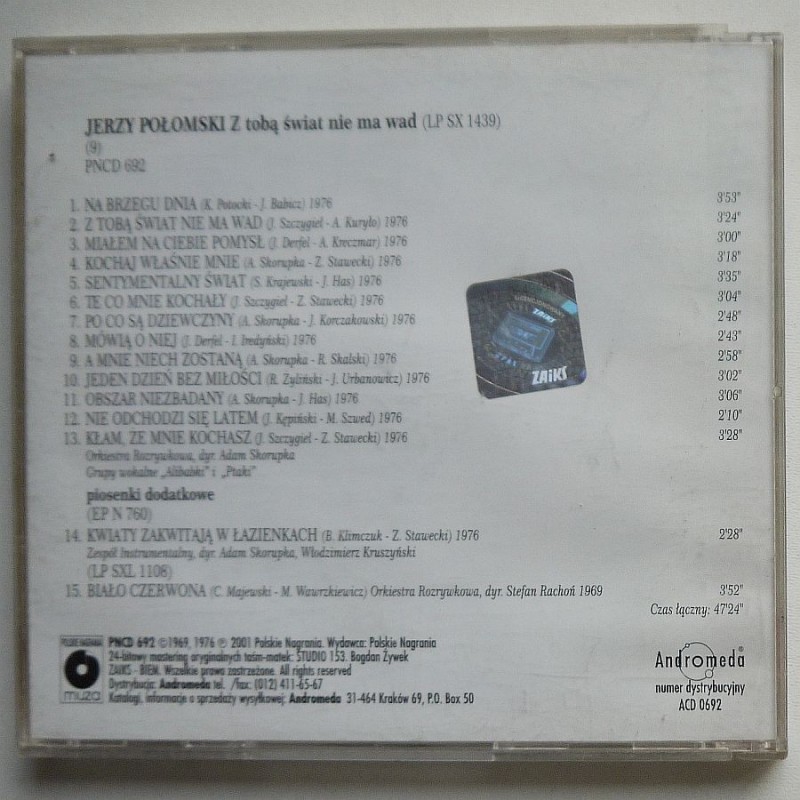 JERZY POŁOMSKI Z tobą świat nie ma wad (LP SX 1439)
(9)
PNCD 692
1. NA BRZEGU DNIA (K. Potocki - J. Babicz) 1976 3'53"
2. Z TOBĄ ŚWIAT NIE MA WAD (J. Szczygieł - A. Kuryło) 1976 3'24"
3. MIAŁEM NA CIEBIE POMYSŁ (J. Derfel - A. Kreczmar) 1976 3'00"
4. KOCHAJ WŁAŚNIE MNIE (A. Skorupka - Z. Stawecki) 1976 3'18"
5. SENTYMENTALNY ŚWIAT (S. Krajewski - J. Has) 1976 3'35"
6. TE CO MNIE KOCHAŁY (J. Szczygieł - Z. Stawecki) 1976 3'04"
7. PO CO SĄ DZIEWCZYNY (A. Skorupka - J. Korczakowski) 1976 2'48"
8. MÓWIĄ O NIEJ (J. Derfel - I. Iredyński) 1976 2'43"
9. A MNIE NIECH ZOSTANĄ (A. Skorupka - R. Skalski) 1976 2'58"
10. JEDEN DZIEŃ BEZ MIŁOŚCI (R. Żyliński - J. Urbanowicz) 1976 3'02"
11. OBSZAR NIEZBADANY (A. Skorupka - J. Has) 1976 3'06"
12. NIE ODCHODZI SIĘ LATEM (J. Kępiński - M. Szwed) 1976 2'10"
13. KŁAM, ŻE MNIE KOCHASZ (J. Szczygieł - Z. Stawecki) 1976 3'28"
Orkiestra Rozrywkowa, dyr. Adam Skorupka
Grupy wokalne „Alibabki" i „Ptaki"
piosenki dodatkowe
(EP N 760)
14. KWIATY ZAKWITAJĄ W ŁAZIENKACH (B. Klimczuk - Z. Stawecki) 1976 2'28"
Zespół Instrumentalny, dyr. Adam Skorupka, Włodzimierz Kruszyński
(LP SXL 1108)
15. BIAŁO CZERWONA (C. Majewski - M. Wawrzkiewicz) Orkiestra Rozrywkowa, dyr. Stefan Rachoń 1969 3'52"
Czas łączny: 47'24"
ZAiKS
ZAiKS
POLSKIE NAGRANIA
muza
PNCD 692 © 1969, 1976 ℗ 2001 Polskie Nagrania. Wydawca: Polskie Nagrania
24-bitowy mastering oryginalnych taśm-matek: STUDIO 153. Bogdan Żywek
ZAIKS - BIEM. Wszelkie prawa zastrzeżone. All rights reserved
Dystrybucja: Andromeda tel. /fax: (012) 411-65-67
Katalogi, informacje o sprzedaży wysyłkowej: Andromeda 31-464 Kraków 69, P.O. Box 50
Andromeda®
numer dystrybucyjny
ACD 0692